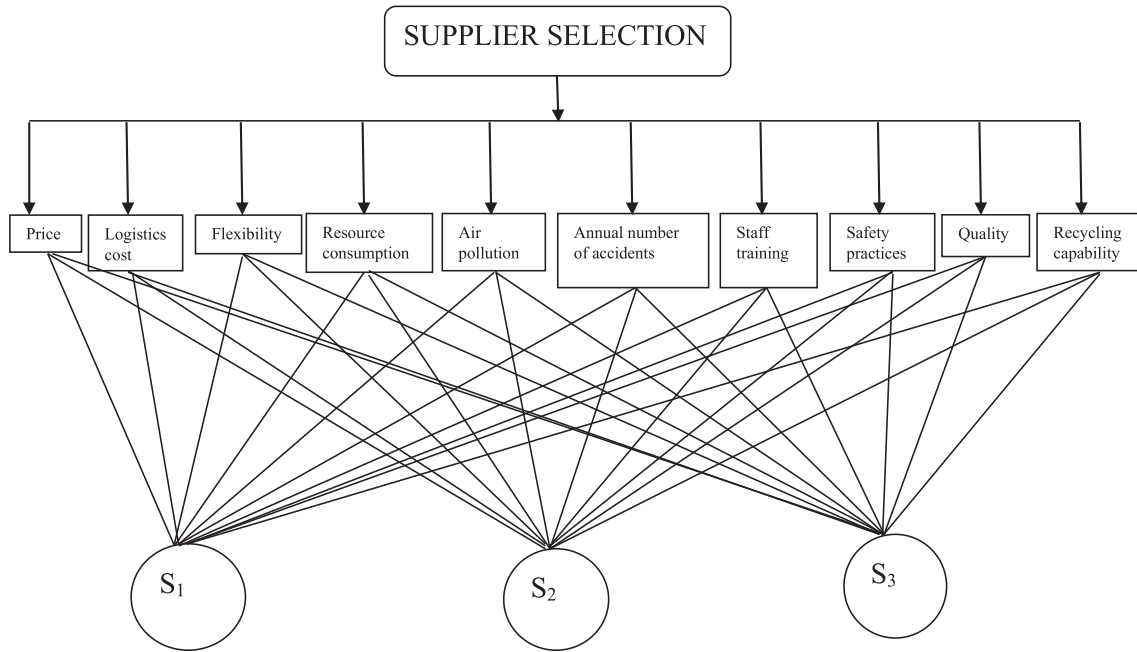 SUPPLIER SELECTION
Price
Logistics
cost
Flexibility
Resource
consumption
Air
pollution
Annual number
of accidents
Staff
training
Safety
practices
Quality
Recycling
capability
S1
S2
S3